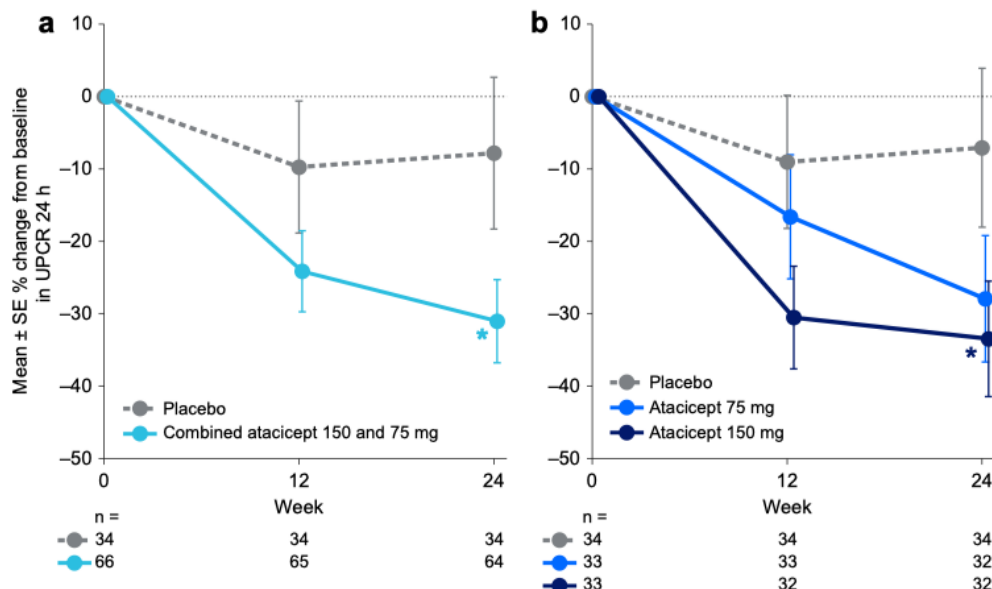 a
Mean ± SE % change from baseline
in UPCR 24 h
10
0
–10
–20
–30
–40
–50
*
Placebo
Combined atacicept 150 and 75 mg
0 12 24
Week
n =
34 34 34
66 65 64
b
10
0
–10
–20
–30
–40
–50
*
Placebo
Atacicept 75 mg
Atacicept 150 mg
0 12 24
Week
n =
34 34 34
33 33 32
33 32 32